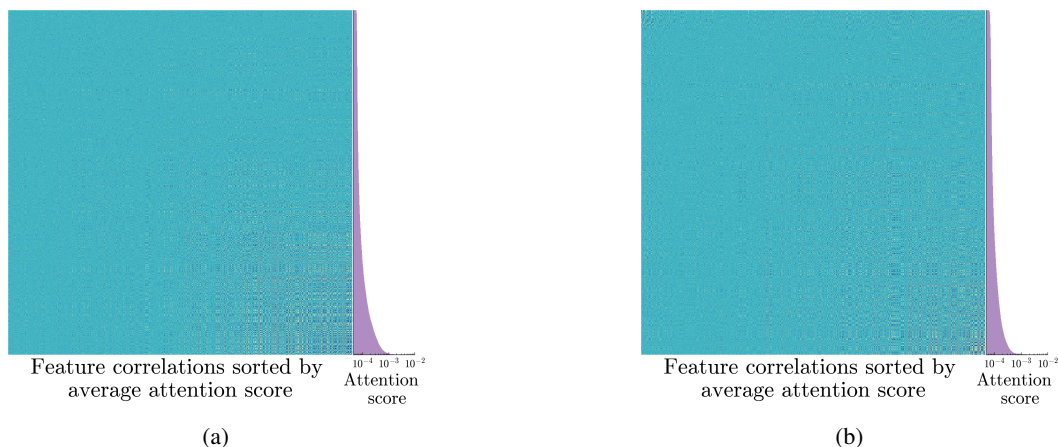 10⁻⁴ 10⁻³ 10⁻²
Feature correlations sorted by
average attention score
Attention
score
(a)
10⁻⁴ 10⁻³ 10⁻²
Feature correlations sorted by
average attention score
Attention
score
(b)